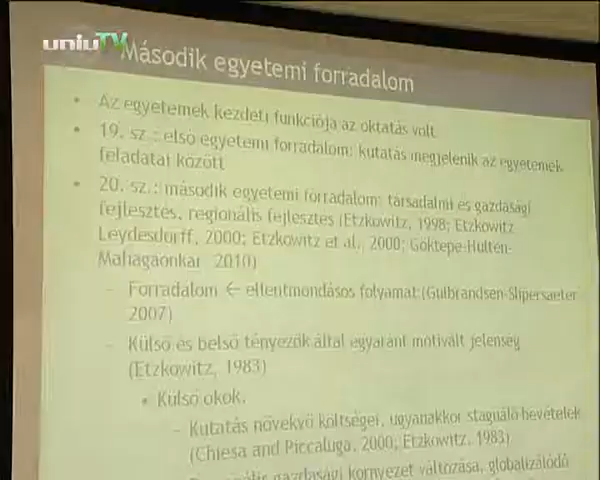 uniuTV
Második egyetemi forradalom
• Az egyetemek kezdeti funkciója az oktatás volt
• 19. sz.: első egyetemi forradalom: kutatás megjelenik az egyetemek
feladatai között
• 20. sz.: második egyetemi forradalom: társadalmi és gazdasági
fejlesztés, regionális fejlesztés (Etzkowitz, 1998; Etzkowitz
Leydesdorff, 2000; Etzkowitz et al., 2000; Göktepe-Hultén-
Mahagaonkar 2010)
– Forradalom ← ellentmondásos folyamat (Gulbrandsen-Slipersaeter
2007)
– Külső és belső tényezők által egyaránt motivált jelenség
(Etzkowitz, 1983)
• Külső okok:
– Kutatás növekvő költségei, ugyanakkor stagnáló bevételek
(Chiesa and Piccaluga, 2000; Etzkowitz, 1983)
gazdasági környezet változása, globalizálódó